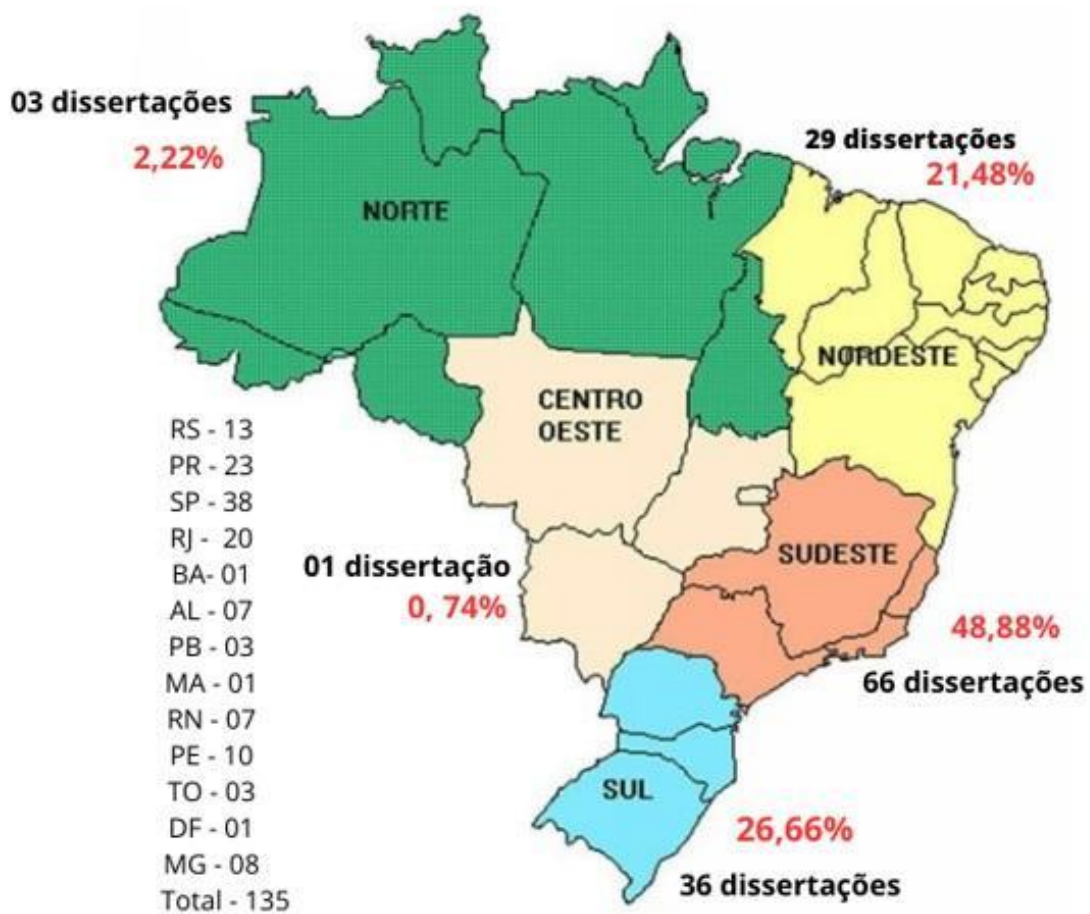 03 dissertações
2,22%
29 dissertações
21,48%
NORTE
NORDESTE
CENTRO
OESTE
RS - 13
PR - 23
SP - 38
RJ - 20
BA- 01
AL - 07
PB - 03
MA - 01
RN - 07
PE - 10
TO - 03
DF - 01
MG - 08
Total - 135
01 dissertação
0, 74%
SUDESTE
48,88%
66 dissertações
SUL
26,66%
36 dissertações